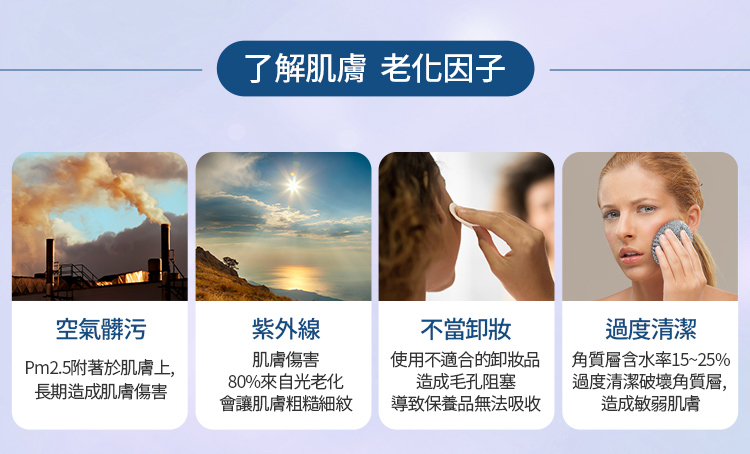 了解肌膚 老化因子
空氣髒污
Pm2.5附著於肌膚上,
長期造成肌膚傷害
紫外線
肌膚傷害
80%來自光老化
會讓肌膚粗糙細紋
不當卸妝
使用不適合的卸妝品
造成毛孔阻塞
導致保養品無法吸收
過度清潔
角質層含水率15~25%
過度清潔破壞角質層,
造成敏弱肌膚